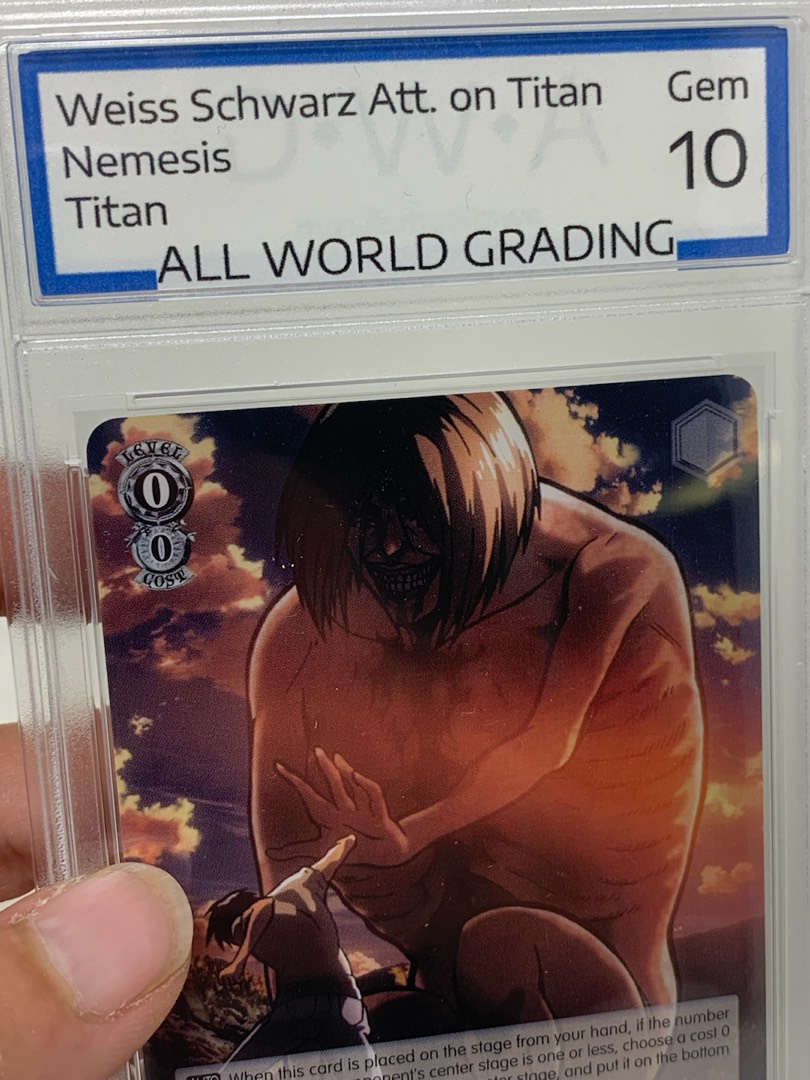 Weiss Schwarz Att. on Titan
Gem
Nemesis
10
Titan
ALL WORLD GRADING
LEVEL
0
0
COST
AUTO When this card is placed on the stage from your hand, if the number
opponent's center stage is one or less, choose a cost 0
stage, and put it on the bottom